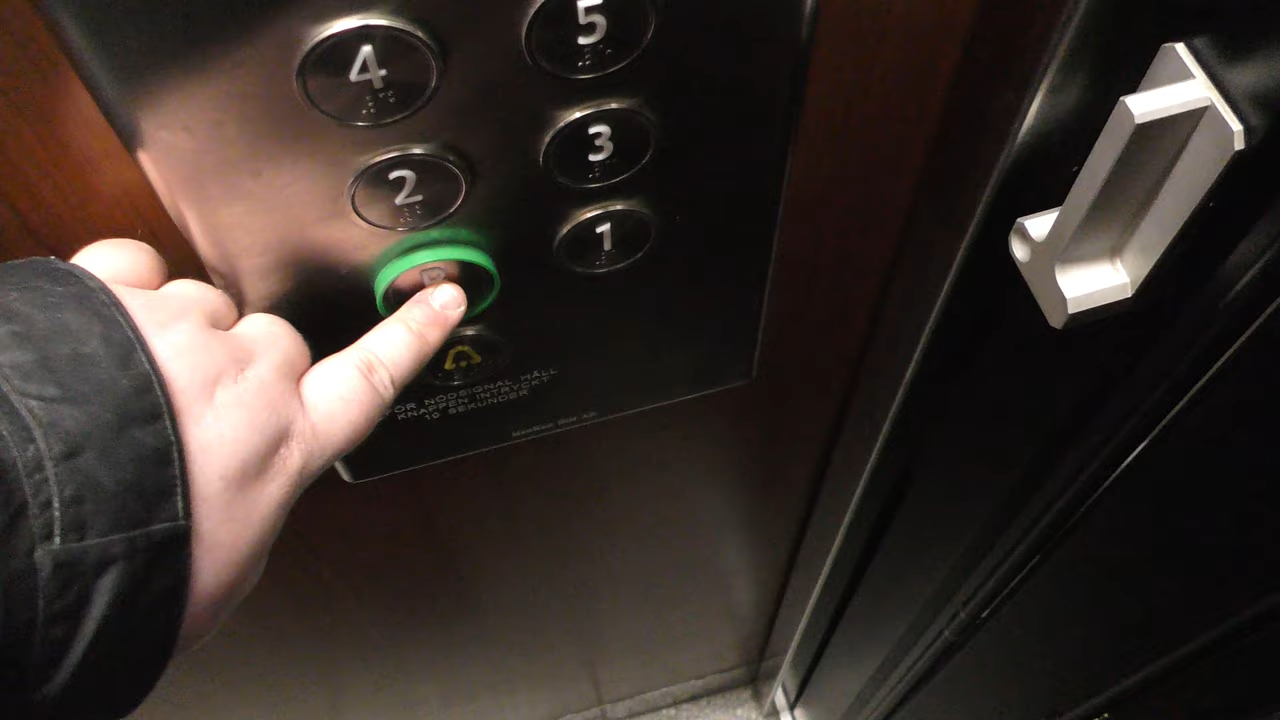 4 5
2 3
1
FÖR NÖDSIGNAL HÅLL
KNAPPEN INTRYCKT
10 SEKUNDER